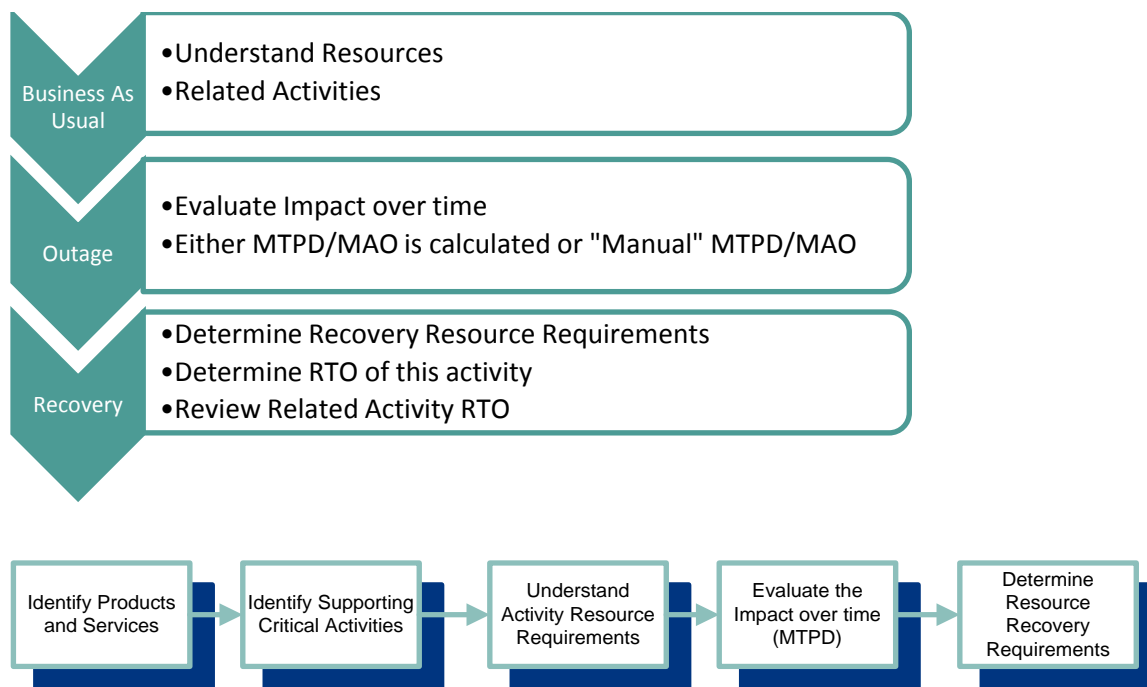 Business As
Usual
•Understand Resources
•Related Activities
Outage
•Evaluate Impact over time
•Either MTPD/MAO is calculated or "Manual" MTPD/MAO
Recovery
•Determine Recovery Resource Requirements
•Determine RTO of this activity
•Review Related Activity RTO
Identify Products
and Services
Identify Supporting
Critical Activities
Understand
Activity Resource
Requirements
Evaluate the
Impact over time
(MTPD)
Determine
Resource
Recovery
Requirements